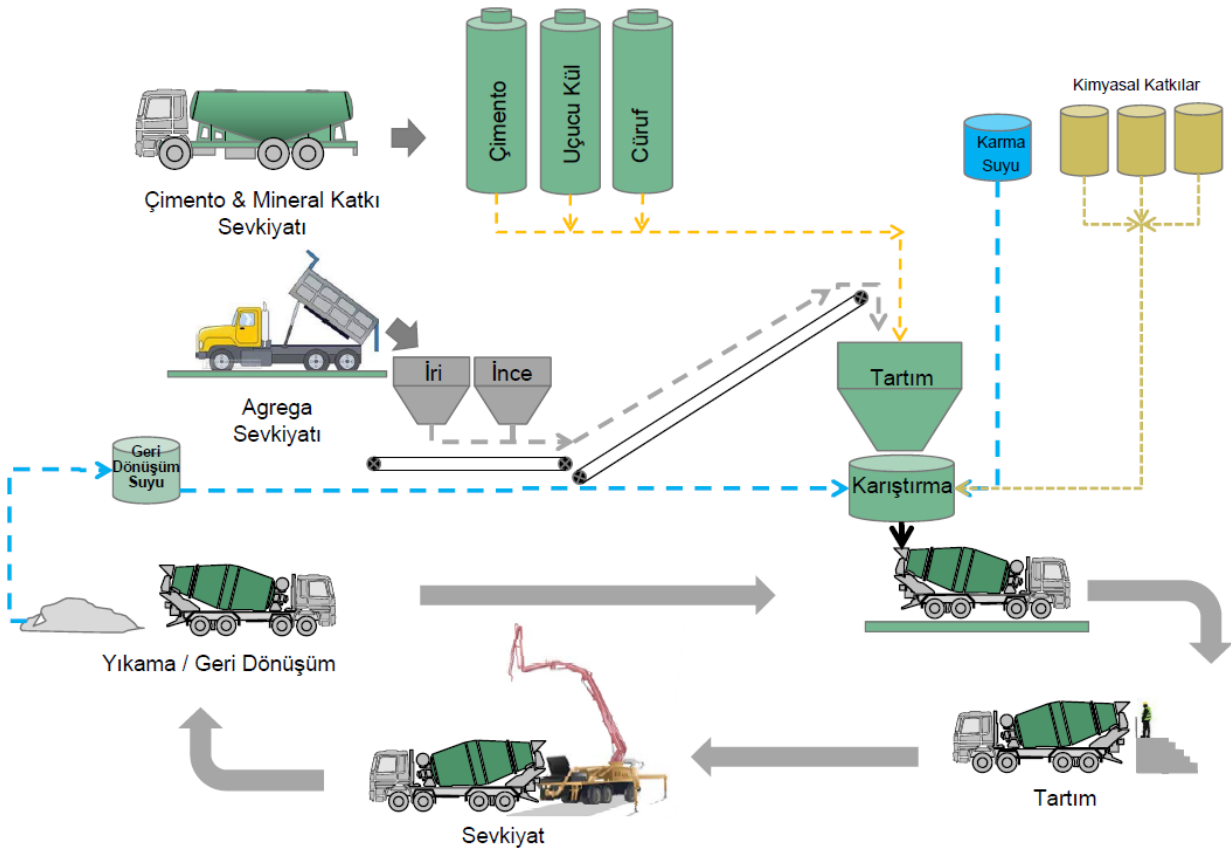 Çimento
Uçucu Kül
Cüruf
Kimyasal Katkılar
Karma
Suyu
Çimento & Mineral Katkı
Sevkiyatı
İri
İnce
Tartım
Agrega
Sevkiyatı
Geri
Dönüşüm
Suyu
Karıştırma
Yıkama / Geri Dönüşüm
Tartım
Sevkiyat